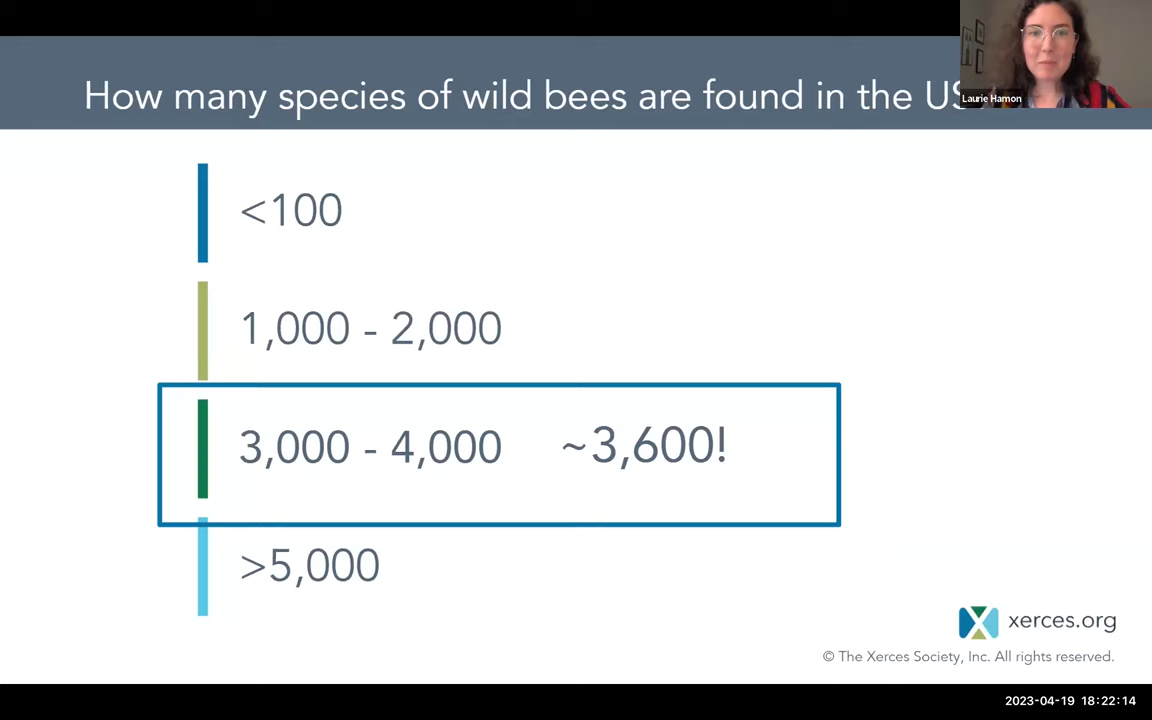 How many species of wild bees are found in the US
Laurie Hamon
<100
1,000 - 2,000
3,000 - 4,000 ~3,600!
>5,000
xerces.org
© The Xerces Society, Inc. All rights reserved.
2023-04-19 18:22:14